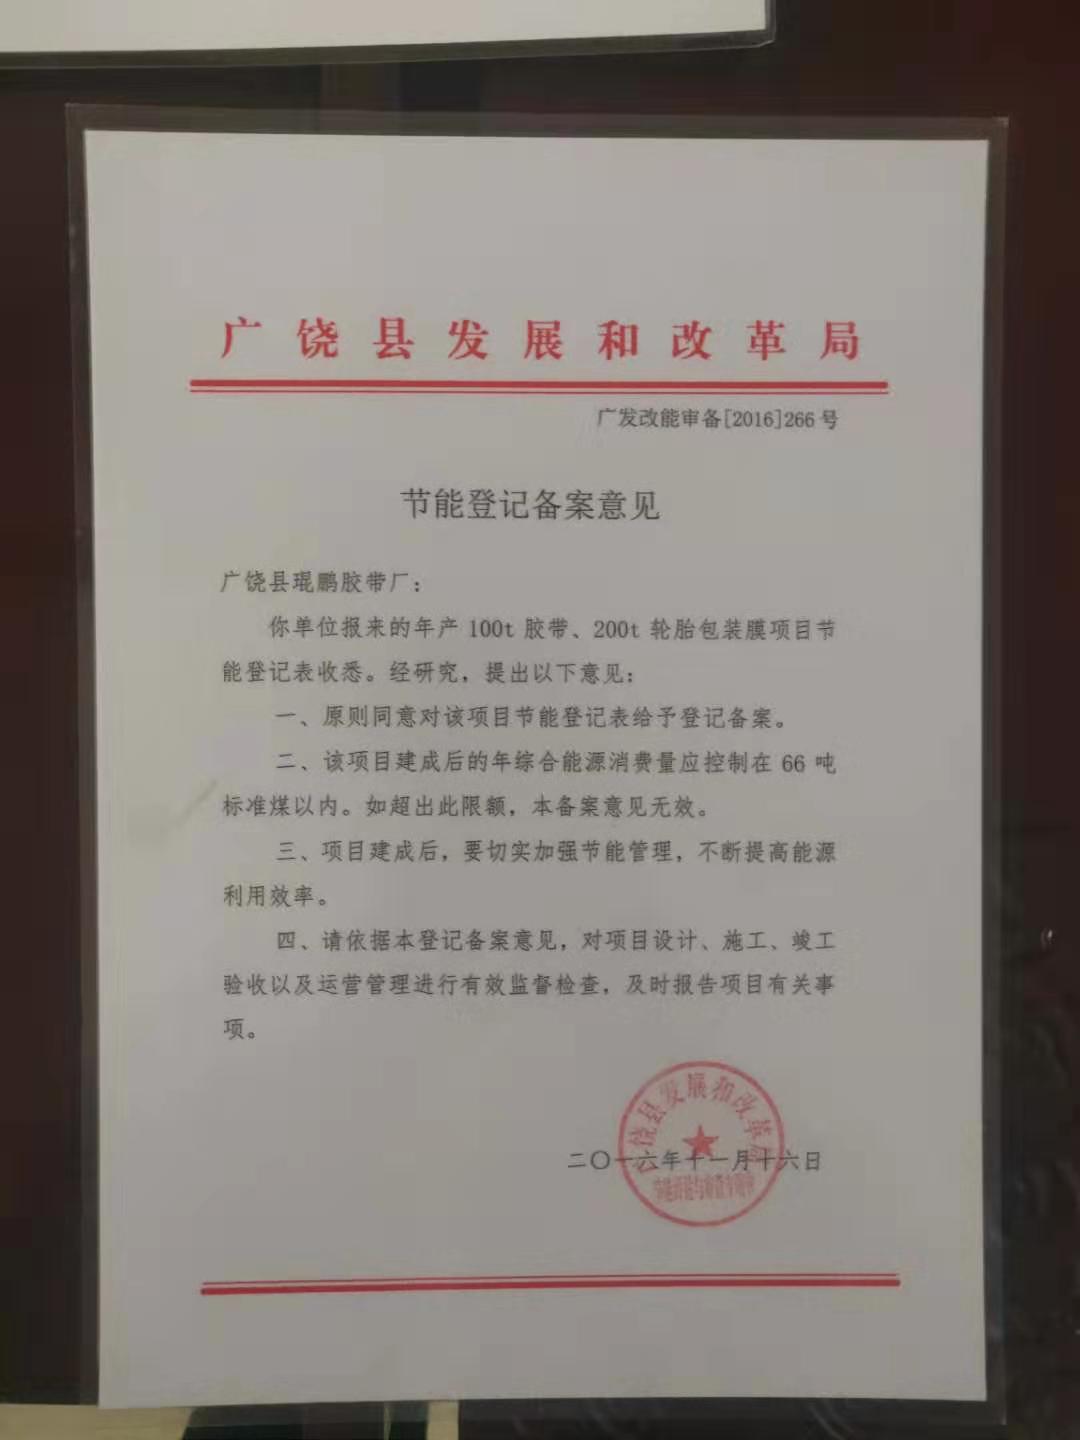 广饶县发展和改革局
广发改能审备[2016]266号
节能登记备案意见
广饶县琨鹏胶带厂：
你单位报来的年产100t胶带、200t轮胎包装膜项目节
能登记表收悉。经研究，提出以下意见：
一、原则同意对该项目节能登记表给予登记备案。
二、该项目建成后的年综合能源消费量应控制在66吨
标准煤以内。如超出此限额，本备案意见无效。
三、项目建成后，要切实加强节能管理，不断提高能源
利用效率。
四、请依据本登记备案意见，对项目设计、施工、竣工
验收以及运营管理进行有效监督检查，及时报告项目有关事
项。
广饶县发展和改革局
二〇一六年十一月十六日